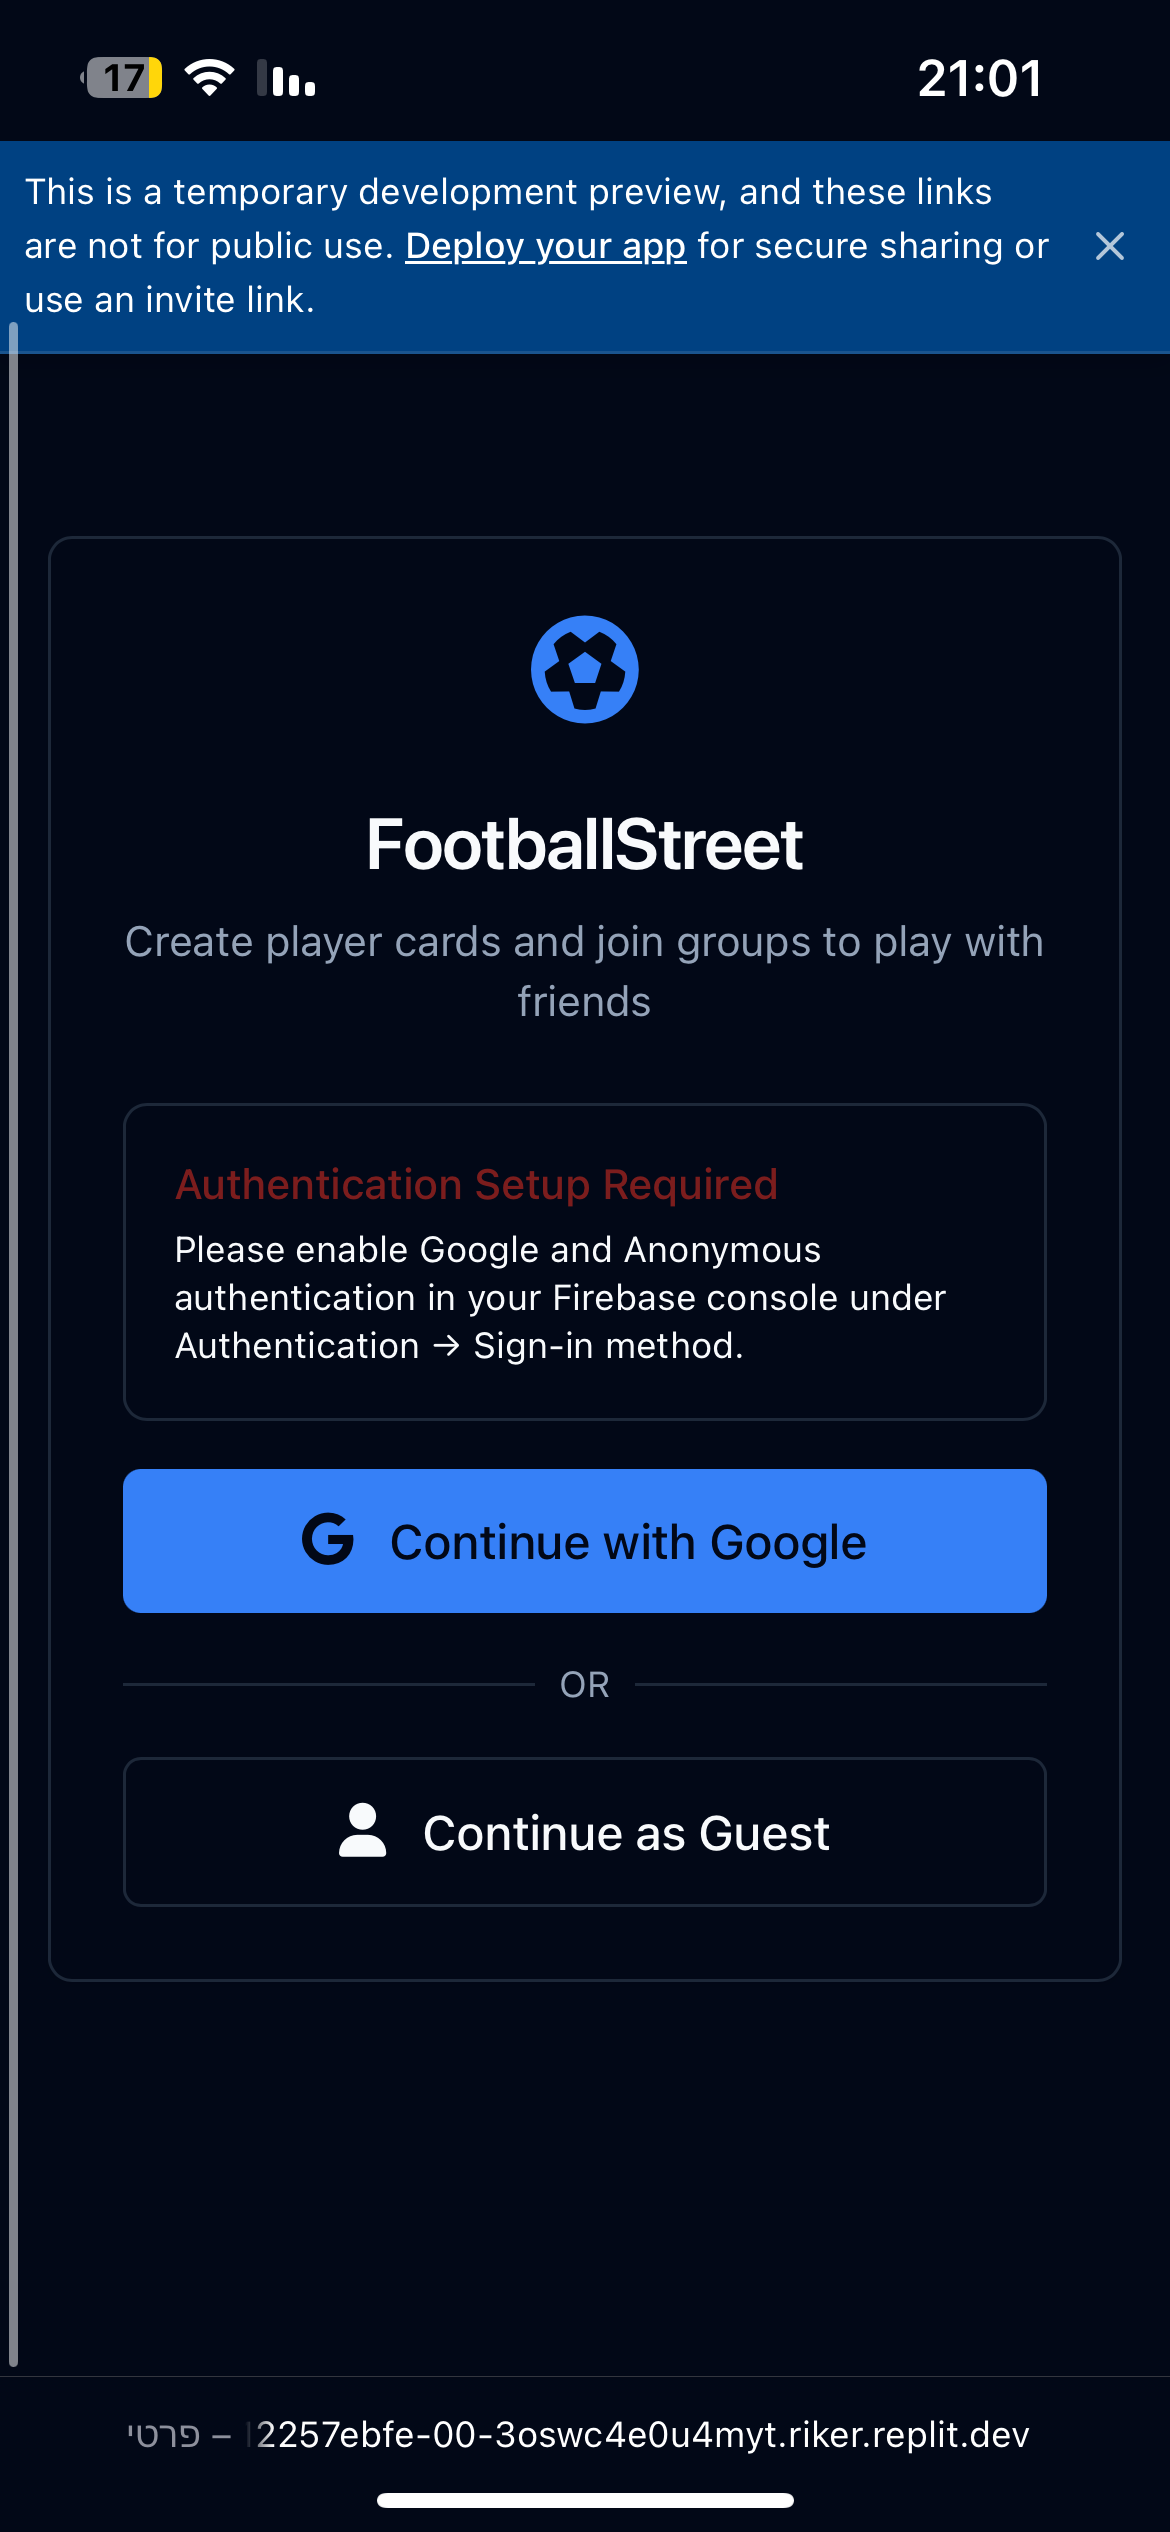 17
21:01
This is a temporary development preview, and these links
are not for public use. Deploy your app for secure sharing or
use an invite link.
FootballStreet
Create player cards and join groups to play with
friends
Authentication Setup Required
Please enable Google and Anonymous
authentication in your Firebase console under
Authentication → Sign-in method.
Continue with Google
OR
Continue as Guest
2257ebfe-00-3oswc4e0u4myt.riker.replit.dev – פרטי